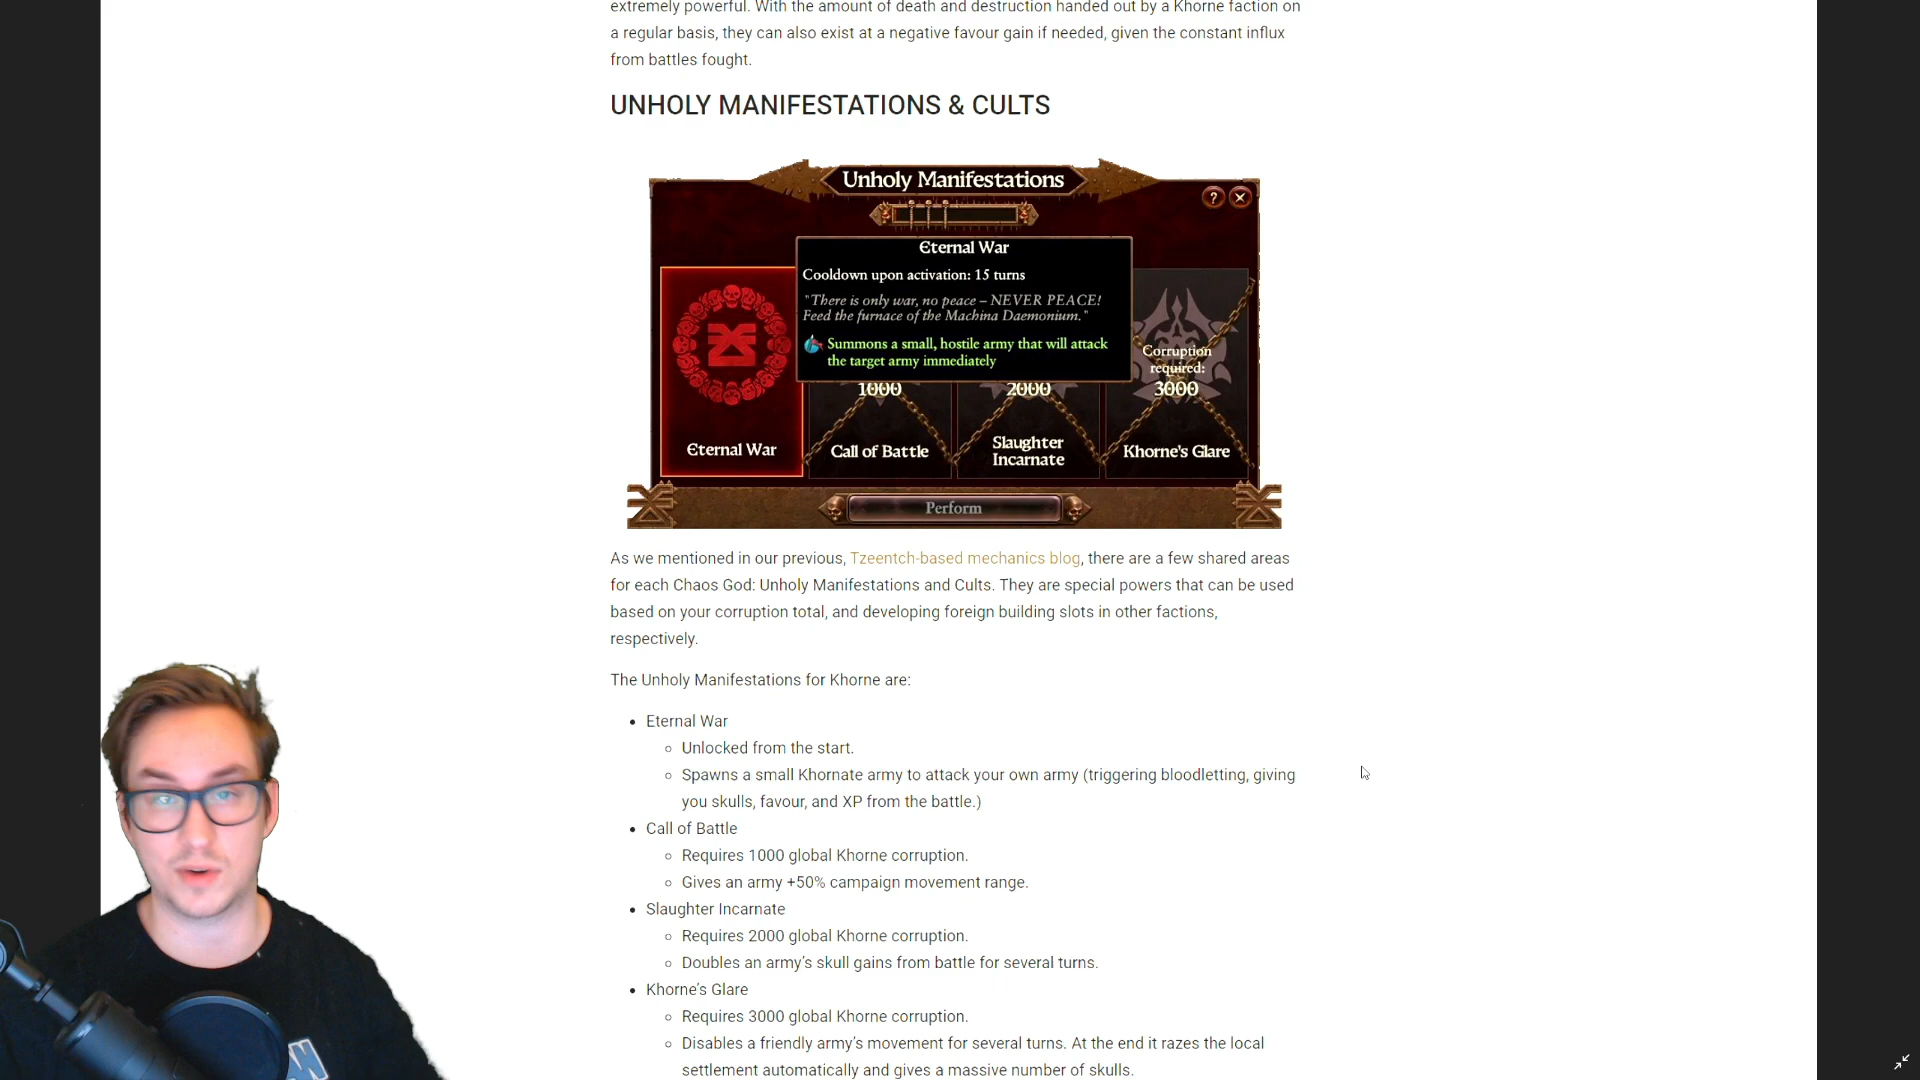 extremely powerful. With the amount of death and destruction handed out by a Khorne faction on
a regular basis, they can also exist at a negative favour gain if needed, given the constant influx
from battles fought.
UNHOLY MANIFESTATIONS & CULTS
Unholy Manifestations
?
Eternal War
Cooldown upon activation: 15 turns
"There is only war, no peace – NEVER PEACE!
Feed the furnace of the Machina Daemonium."
Summons a small, hostile army that will attack
the target army immediately
Corruption
required:
1000
2000
3000
Eternal War
Call of Battle
Slaughter
Incarnate
Khorne's Glare
Perform
As we mentioned in our previous, Tzeentch-based mechanics blog, there are a few shared areas
for each Chaos God: Unholy Manifestations and Cults. They are special powers that can be used
based on your corruption total, and developing foreign building slots in other factions,
respectively.
The Unholy Manifestations for Khorne are:
• Eternal War
○ Unlocked from the start.
○ Spawns a small Khornate army to attack your own army (triggering bloodletting, giving
you skulls, favour, and XP from the battle.)
• Call of Battle
○ Requires 1000 global Khorne corruption.
○ Gives an army +50% campaign movement range.
• Slaughter Incarnate
○ Requires 2000 global Khorne corruption.
○ Doubles an army's skull gains from battle for several turns.
• Khorne's Glare
○ Requires 3000 global Khorne corruption.
○ Disables a friendly army's movement for several turns. At the end it razes the local
settlement automatically and gives a massive number of skulls.